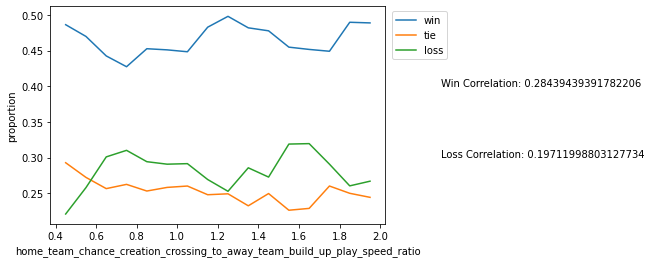 0.50
0.45
0.40
0.35
0.30
0.25
proportion
0.4 0.6 0.8 1.0 1.2 1.4 1.6 1.8 2.0
home_team_chance_creation_crossing_to_away_team_build_up_play_speed_ratio
win
tie
loss
Win Correlation: 0.28439439391782206
Loss Correlation: 0.19711998803127734